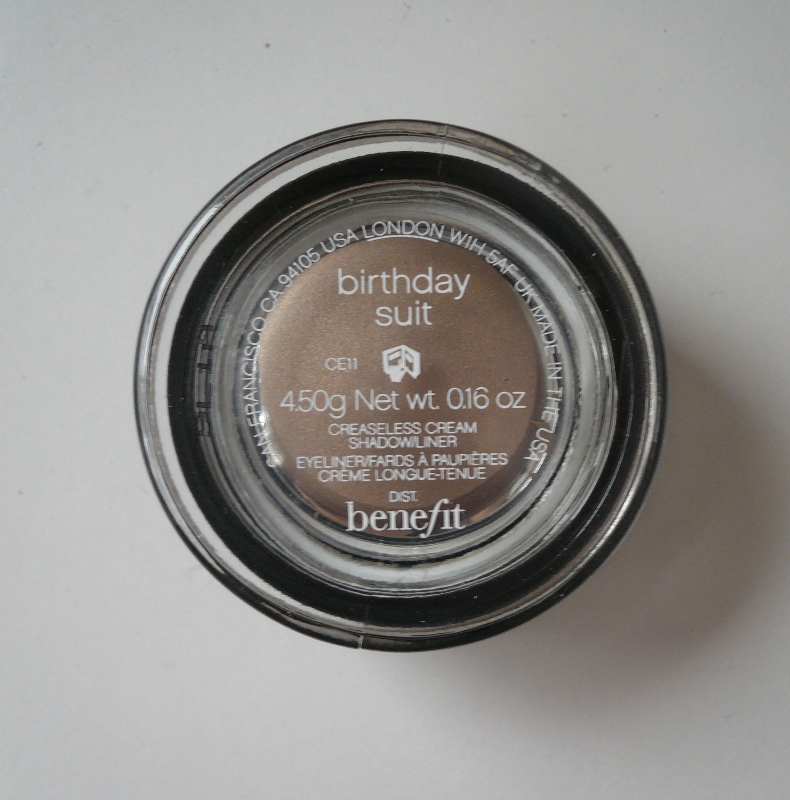 SAN FRANCISCO CA 94105 USA LONDON W1H 5AF UK MADE IN THE USA
birthday
suit
CE11
4.50g Net wt. 0.16 oz
CREASELESS CREAM
SHADOW/LINER
EYELINER/FARDS À PAUPIÈRES
CRÈME LONGUE-TENUE
DIST.
benefit